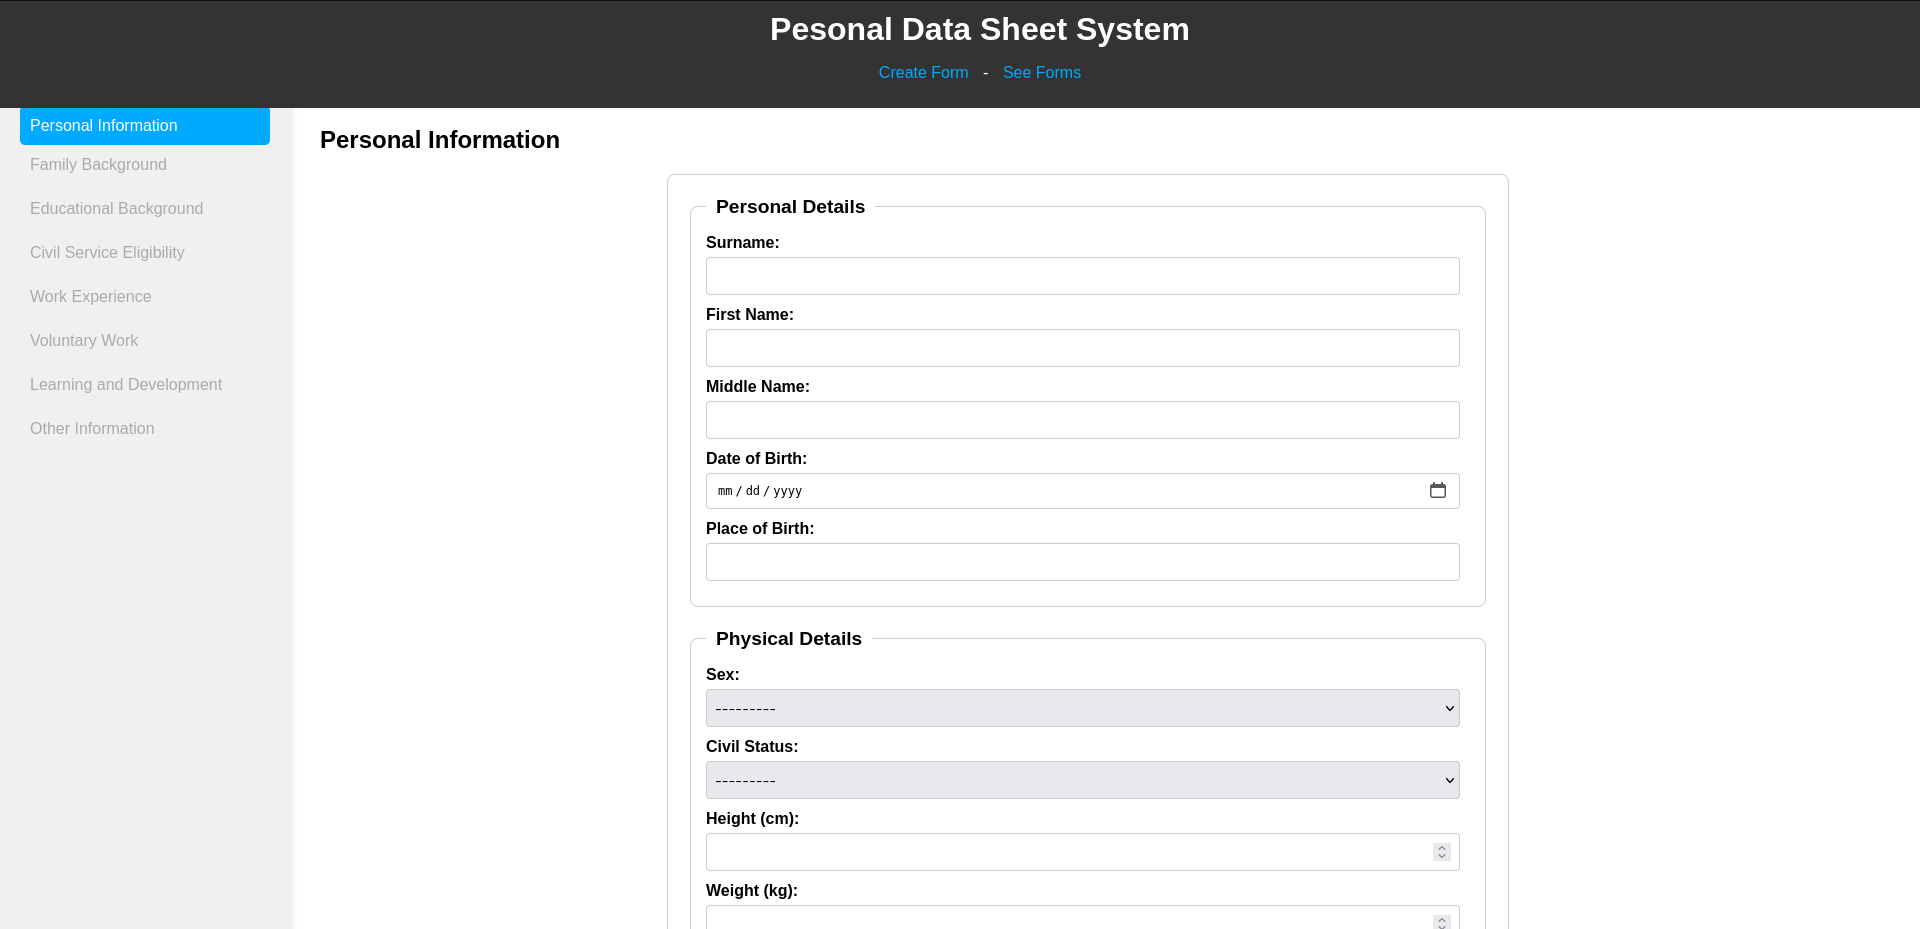 Pesonal Data Sheet System
Create Form - See Forms
Personal Information
Family Background
Educational Background
Civil Service Eligibility
Work Experience
Voluntary Work
Learning and Development
Other Information
Personal Information
Personal Details
Surname:
First Name:
Middle Name:
Date of Birth:
mm / dd / yyyy
Place of Birth:
Physical Details
Sex:
---------
Civil Status:
---------
Height (cm):
Weight (kg):